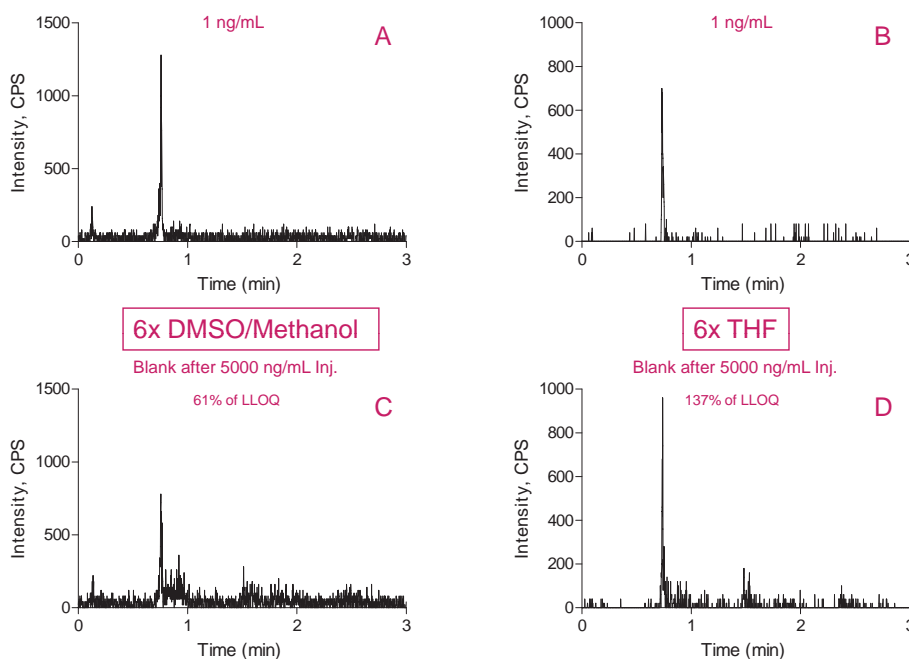 1 ng/mL
A
1500
1000
500
0
Intensity, CPS
0 1 2 3
Time (min)
1 ng/mL
B
1000
800
600
400
200
0
Intensity, CPS
0 1 2 3
Time (min)
6x DMSO/Methanol
6x THF
Blank after 5000 ng/mL Inj.
61% of LLOQ
C
1500
1000
500
0
Intensity, CPS
0 1 2 3
Time (min)
Blank after 5000 ng/mL Inj.
137% of LLOQ
D
1000
800
600
400
200
0
Intensity, CPS
0 1 2 3
Time (min)